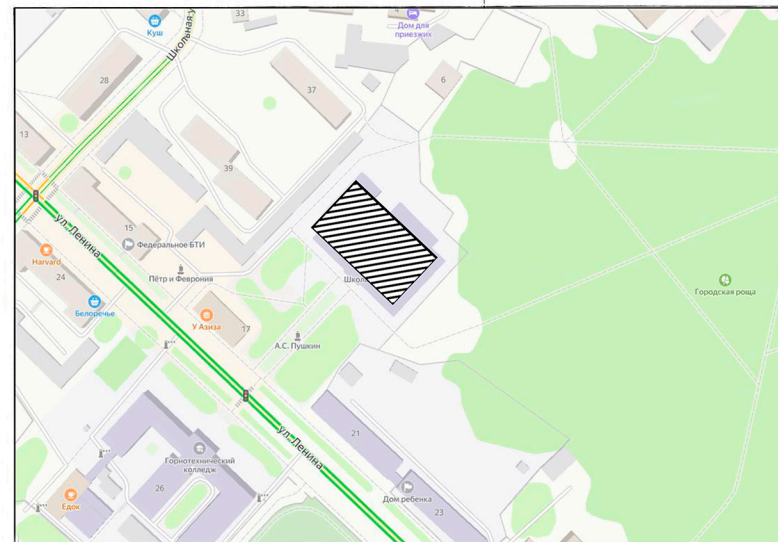 33
Куш
Школьная у
4
Дом для
приезжих
28
37
6
13
39
ул. Ленина
15
Федеральное БТИ
Harvard
24
Пётр и Феврония
Белоречье
У Азиза
17
Школ
Городская роща
А.С. Пушкин
21
ул. Ленина
Горнотехнический
колледж
26
Едок
Дом ребенка
23